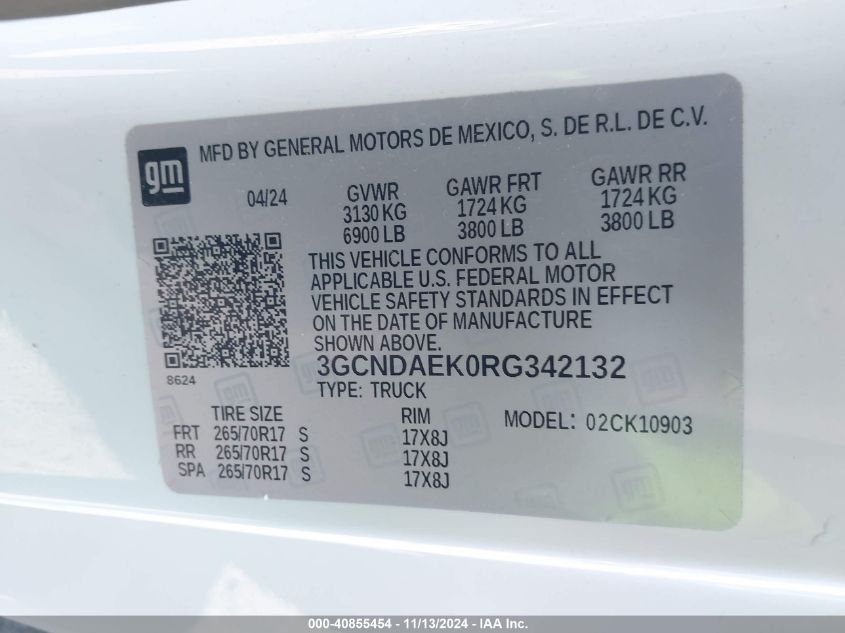 gm
MFD BY GENERAL MOTORS DE MEXICO, S. DE R.L. DE C.V.
04/24
GVWR
3130 KG
6900 LB
GAWR FRT
1724 KG
3800 LB
GAWR RR
1724 KG
3800 LB
THIS VEHICLE CONFORMS TO ALL
APPLICABLE U.S. FEDERAL MOTOR
VEHICLE SAFETY STANDARDS IN EFFECT
ON THE DATE OF MANUFACTURE
SHOWN ABOVE.
8624
3GCNDAEK0RG342132
TYPE: TRUCK
TIRE SIZE RIM MODEL: 02CK10903
FRT 265/70R17 S 17X8J
RR 265/70R17 S 17X8J
SPA 265/70R17 S 17X8J
000-40855454 - 11/13/2024 - IAA Inc.